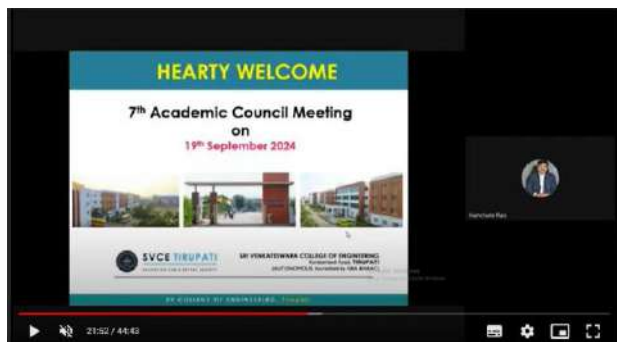 HEARTY WELCOME
7th Academic Council Meeting
on
19th September 2024
SVCE TIRUPATI
SRI VENKATESWARA COLLEGE OF ENGINEERING
TIRUPATI
21:52 / 44:43